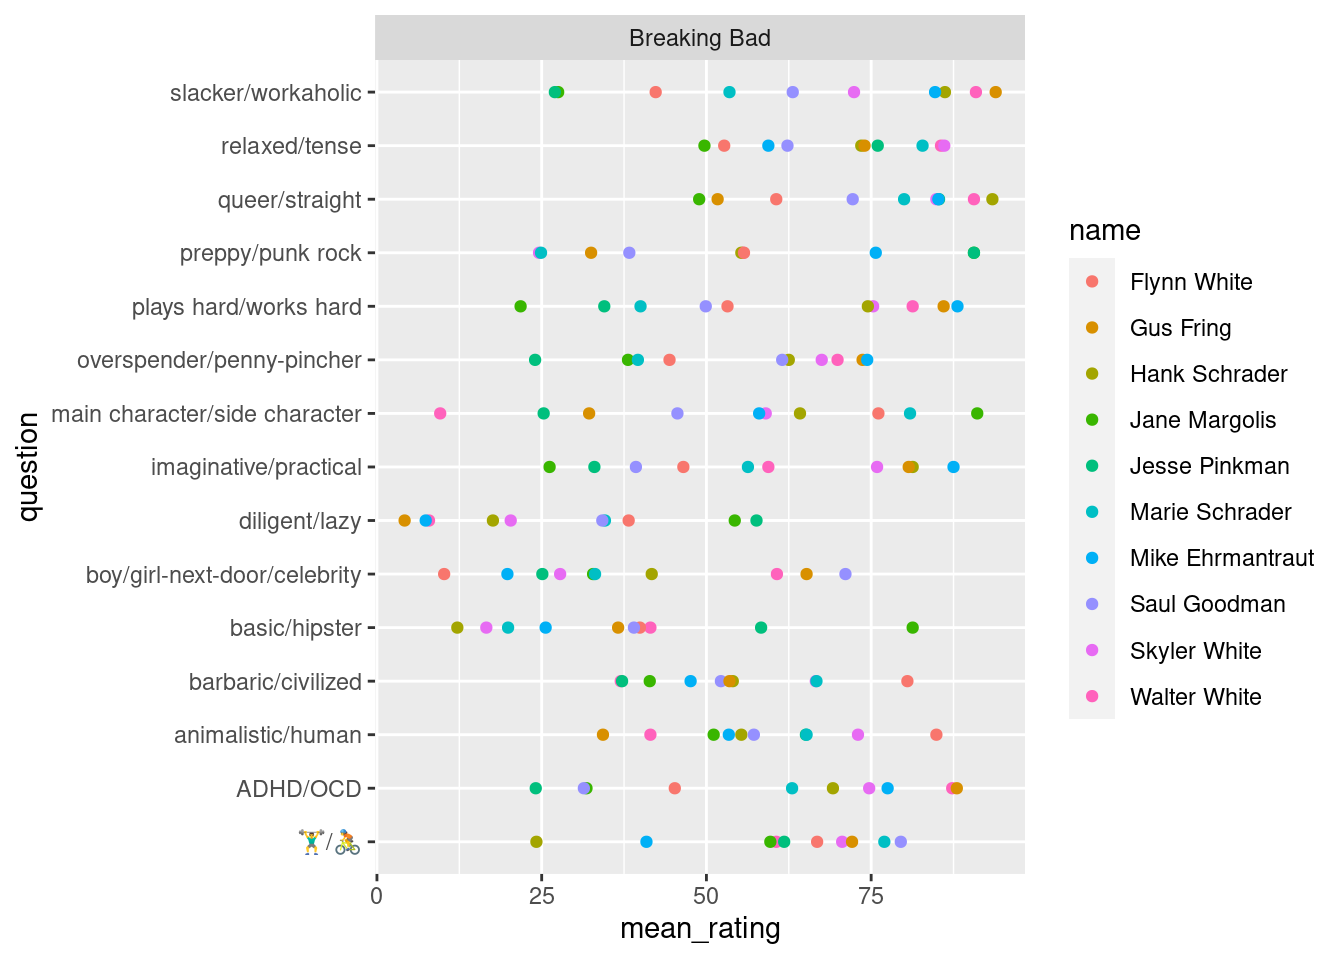 Breaking Bad
slacker/workaholic
relaxed/tense
queer/straight
preppy/punk rock
plays hard/works hard
overspender/penny-pincher
main character/side character
imaginative/practical
diligent/lazy
boy/girl-next-door/celebrity
basic/hipster
barbaric/civilized
animalistic/human
ADHD/OCD
🏋️‍♂️/🚴
question
0 25 50 75
mean_rating
name
Flynn White
Gus Fring
Hank Schrader
Jane Margolis
Jesse Pinkman
Marie Schrader
Mike Ehrmantraut
Saul Goodman
Skyler White
Walter White